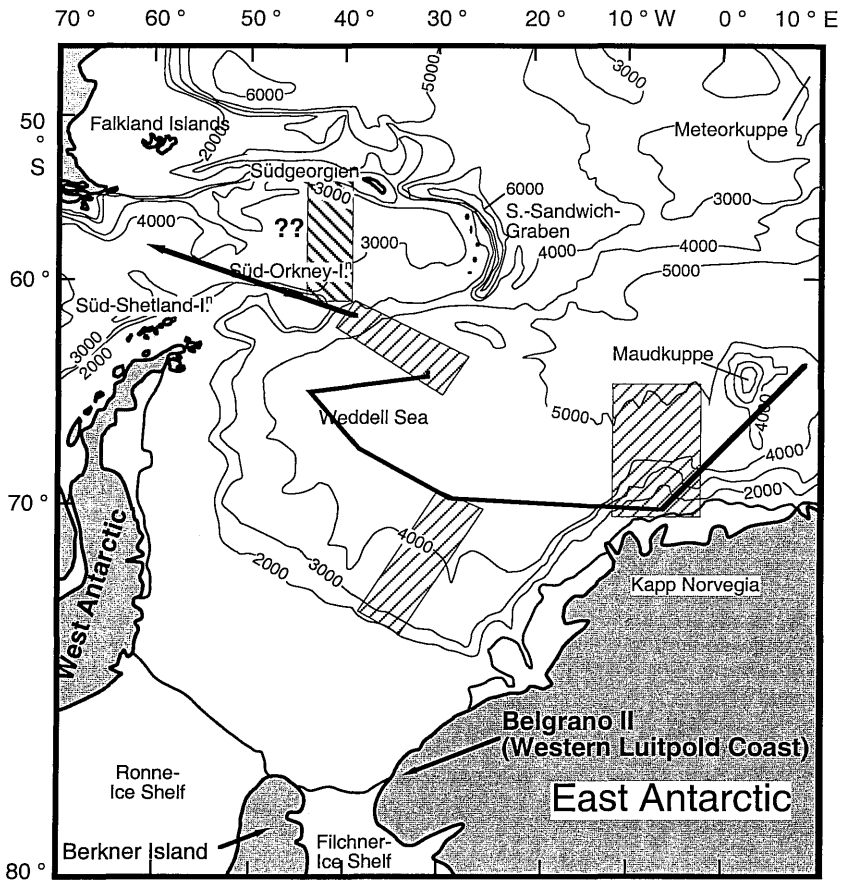 70 ° 60 ° 50 ° 40 ° 30 ° 20 ° 10 ° W 0 ° 10 ° E
50
°
S
60 °
70 °
80 °
6000
5000
3000
Falkland Islands
2000
Meteorkuppe
Südgeorgien
3000
6000
3000
S.-Sandwich-
Graben
4000
??
3000
4000
4000
5000
Süd-Orkney-I.n
Süd-Shetland-I.n
3000
2000
Maudkuppe
5000
4000
Weddell Sea
4000
2000
4000
3000
2000
Kapp Norvegia
West Antarctic
Belgrano II
(Western Luitpold Coast)
Ronne-
Ice Shelf
East Antarctic
Berkner Island
Filchner-
Ice Shelf